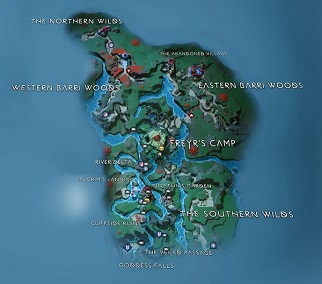 THE NORTHERN WILDS
THE ABANDONED VILLAGE
WESTERN BARRI WOODS
EASTERN BARRI WOODS
FREYR'S CAMP
RIVER DELTA
PILGRIM'S LANDING
GARDEN
THE SOUTHERN WILDS
CLIFFSIDE RUINS
THE VEILED PASSAGE
GODDESS FALLS